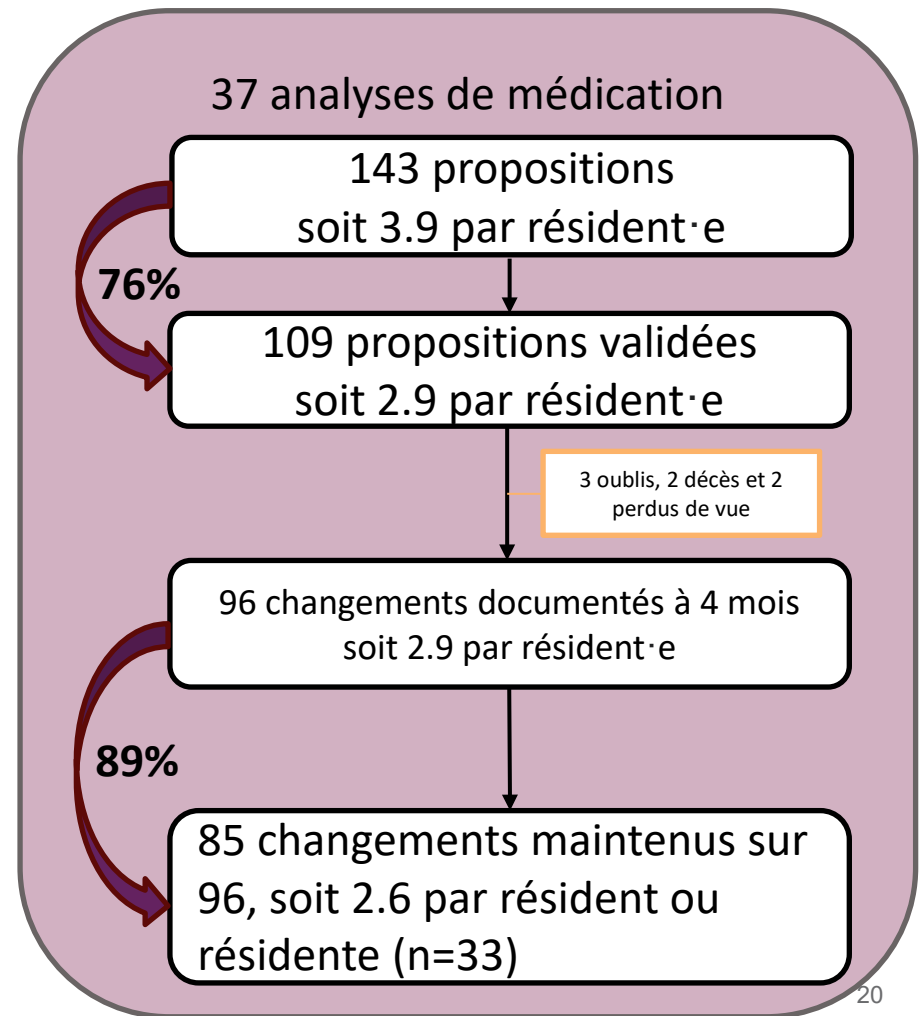 37 analyses de médication
143 propositions
soit 3.9 par résident·e
76%
109 propositions validées
soit 2.9 par résident·e
3 oublis, 2 décès et 2
perdus de vue
96 changements documentés à 4 mois
soit 2.9 par résident·e
89%
85 changements maintenus sur
96, soit 2.6 par résident ou
résidente (n=33)
20